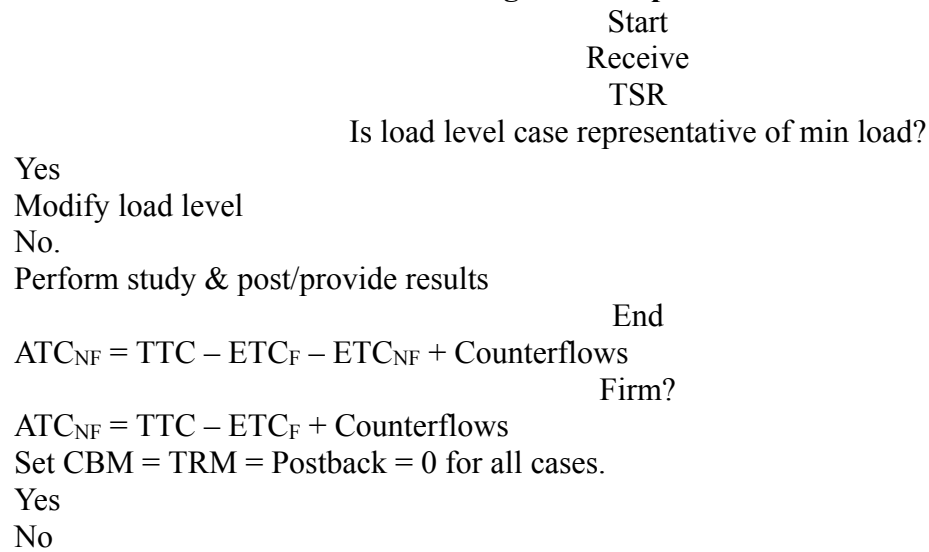 Start
Receive
TSR
Is load level case representative of min load?
Yes
Modify load level
No.
Perform study & post/provide results
End
ATC_NF = TTC – ETC_F – ETC_NF + Counterflows
Firm?
ATC_NF = TTC – ETC_F + Counterflows
Set CBM = TRM = Postback = 0 for all cases.
Yes
No